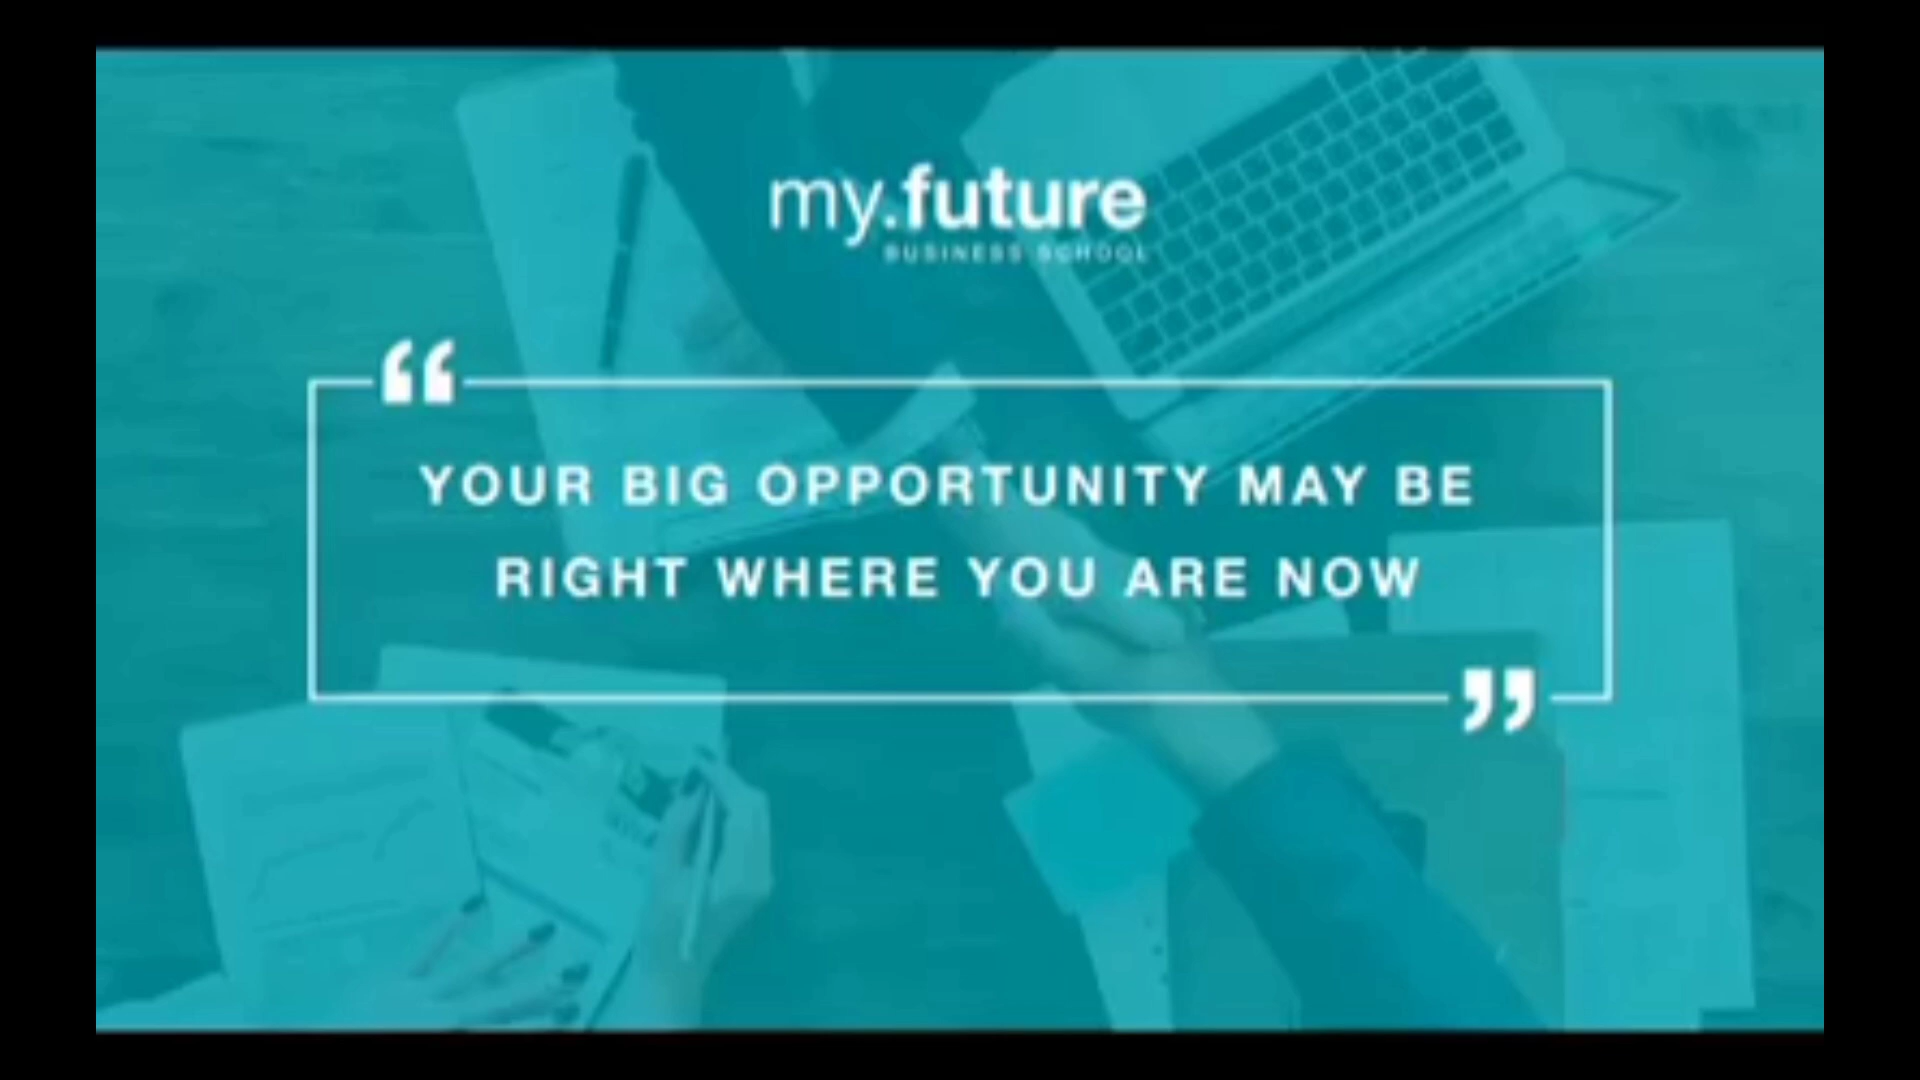 my.future
BUSINESS SCHOOL
“
YOUR BIG OPPORTUNITY MAY BE
RIGHT WHERE YOU ARE NOW
”